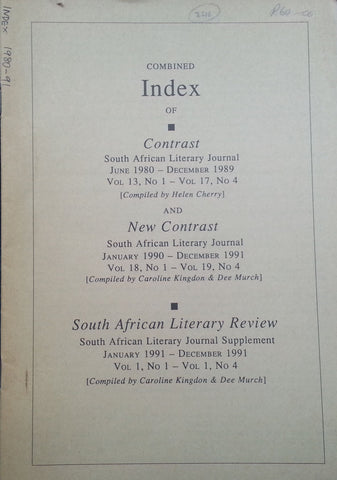 INDEX 1980-91
246
R60-00
COMBINED
Index
OF
Contrast
South African Literary Journal
June 1980 – December 1989
Vol 13, No 1 – Vol 17, No 4
[Compiled by Helen Cherry]
AND
New Contrast
South African Literary Journal
January 1990 – December 1991
Vol 18, No 1 – Vol 19, No 4
[Compiled by Caroline Kingdon & Dee Murch]
South African Literary Review
South African Literary Journal Supplement
January 1991 – December 1991
Vol 1, No 1 – Vol 1, No 4
[Compiled by Caroline Kingdon & Dee Murch]